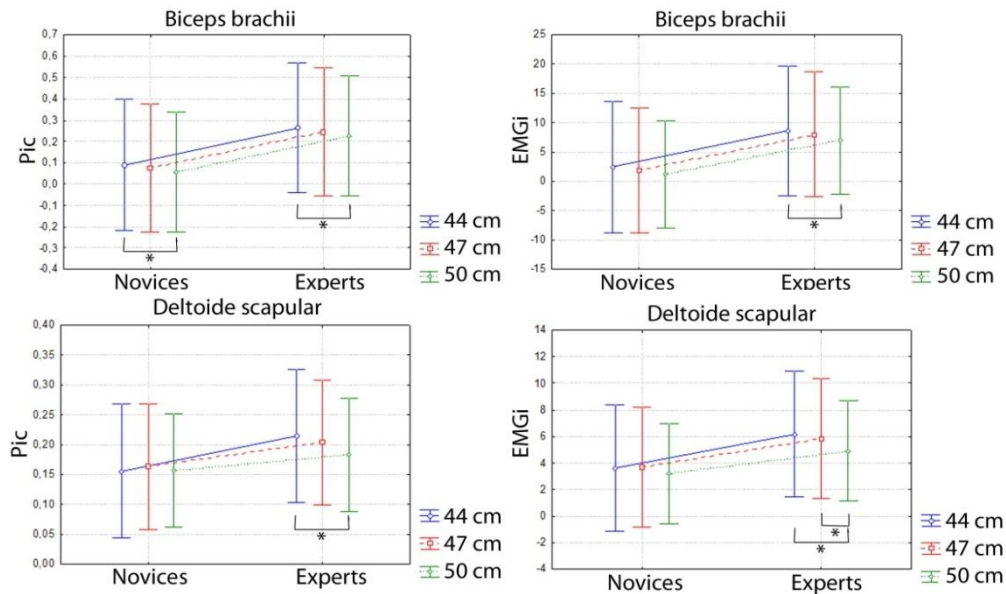 Biceps brachii
Pic
0,7
0,6
0,5
0,4
0,3
0,2
0,1
0,0
-0,1
-0,2
-0,3
-0,4
*
*
Novices
Experts
44 cm
47 cm
50 cm
Biceps brachii
EMGi
25
20
15
10
5
0
-5
-10
-15
*
Novices
Experts
44 cm
47 cm
50 cm
Deltoide scapular
Pic
0,40
0,35
0,30
0,25
0,20
0,15
0,10
0,05
0,00
*
Novices
Experts
44 cm
47 cm
50 cm
Deltoide scapular
EMGi
14
12
10
8
6
4
2
0
-2
-4
*
*
Novices
Experts
44 cm
47 cm
50 cm